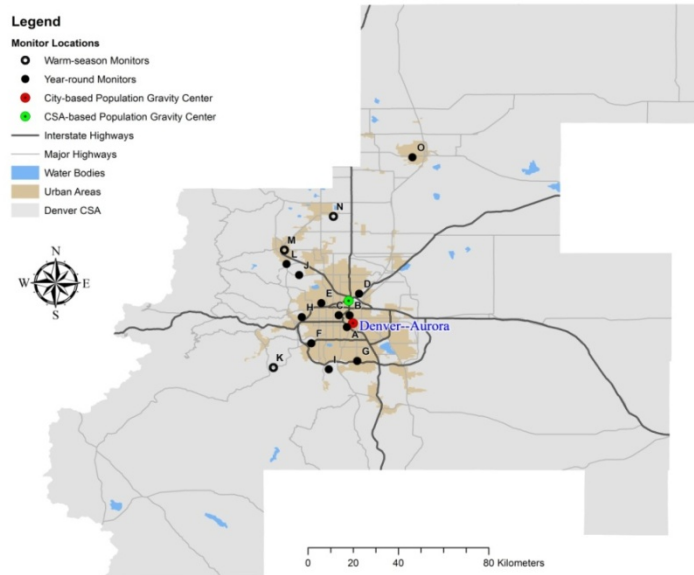 Legend
Monitor Locations
Warm-season Monitors
Year-round Monitors
City-based Population Gravity Center
CSA-based Population Gravity Center
Interstate Highways
Major Highways
Water Bodies
Urban Areas
Denver CSA
O
N
M
L
J
D
E
C B
H
Denver--Aurora
A
F
G
K
I
N
W E
S
0 20 40 80 Kilometers